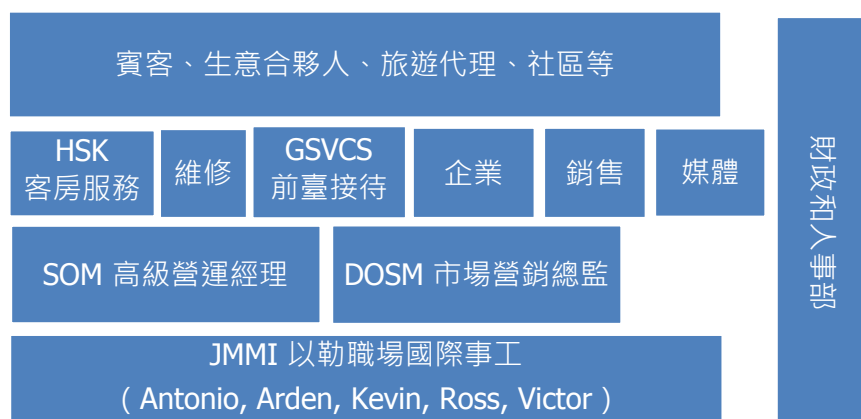 賓客、生意合夥人、旅遊代理、社區等
HSK
客房服務
維修
GSVCS
前臺接待
企業
銷售
媒體
SOM 高級營運經理
DOSM 市場營銷總監
JMMI 以勒職場國際事工
（Antonio, Arden, Kevin, Ross, Victor）
財政和人事部